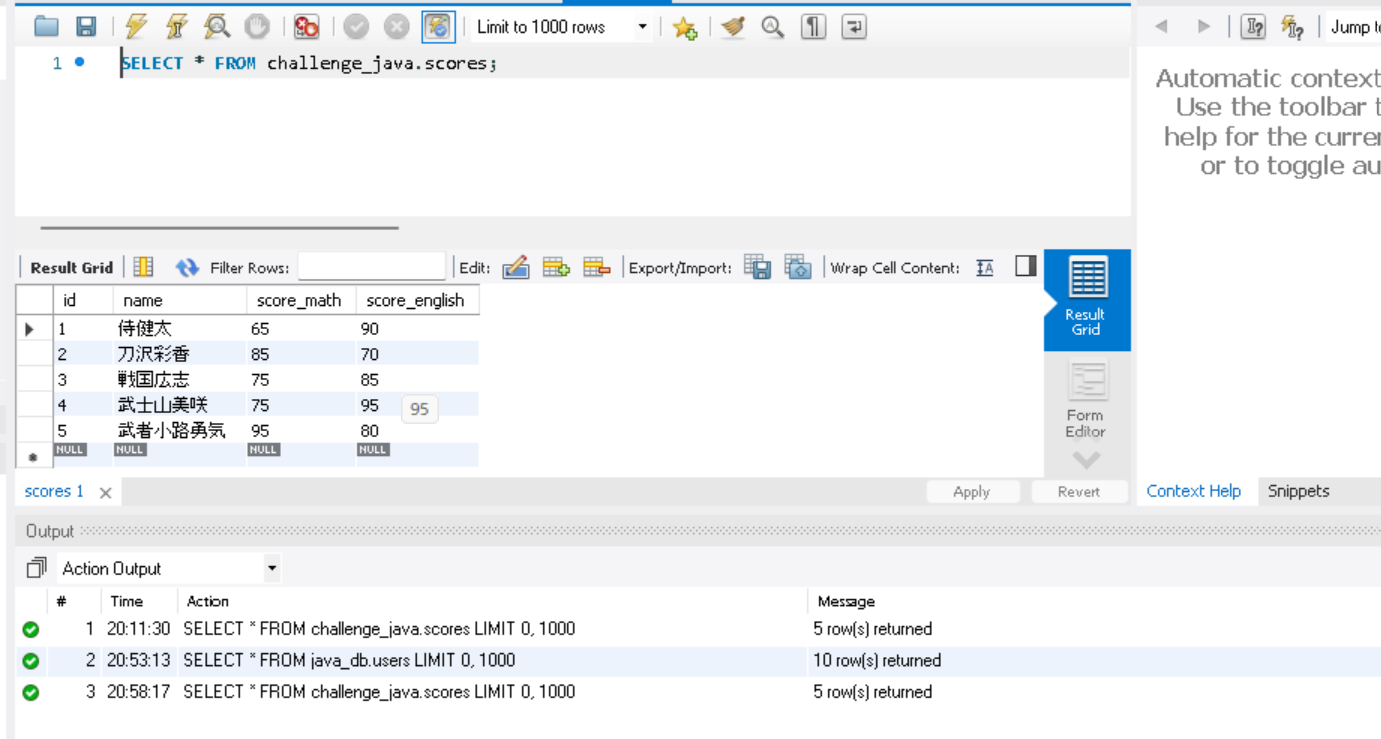 Limit to 1000 rows
Jump
1 SELECT * FROM challenge_java.scores;
Automatic context
Use the toolbar
help for the
or to toggle
Result Grid Filter Rows: Edit: Export/Import: Wrap Cell Content:
id name score_math score_english
1 侍健太 65 90
2 刀沢彩香 85 70
3 戦国広志 75 85
4 武士山美咲 75 95 95
5 武者小路勇気 95 80
NULL NULL NULL NULL
Result
Grid
Form
Editor
scores 1 Apply Revert Context Help Snippets
Output
Action Output
# Time Action Message
1 20:11:30 SELECT * FROM challenge_java.scores LIMIT 0, 1000 5 row(s) returned
2 20:53:13 SELECT * FROM java_db.users LIMIT 0, 1000 10 row(s) returned
3 20:58:17 SELECT * FROM challenge_java.scores LIMIT 0, 1000 5 row(s) returned